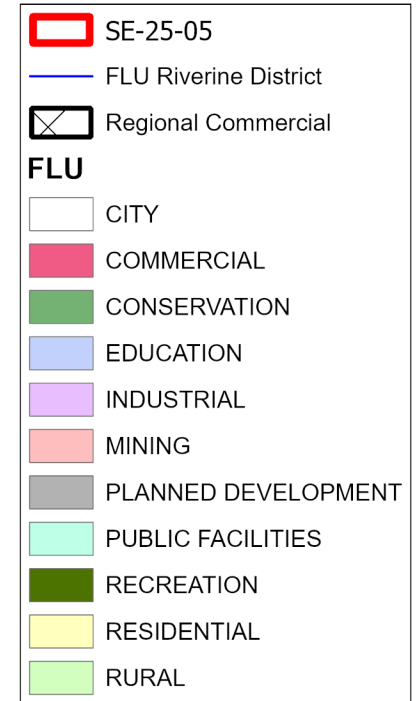 SE-25-05
FLU Riverine District
Regional Commercial
FLU
CITY
COMMERCIAL
CONSERVATION
EDUCATION
INDUSTRIAL
MINING
PLANNED DEVELOPMENT
PUBLIC FACILITIES
RECREATION
RESIDENTIAL
RURAL